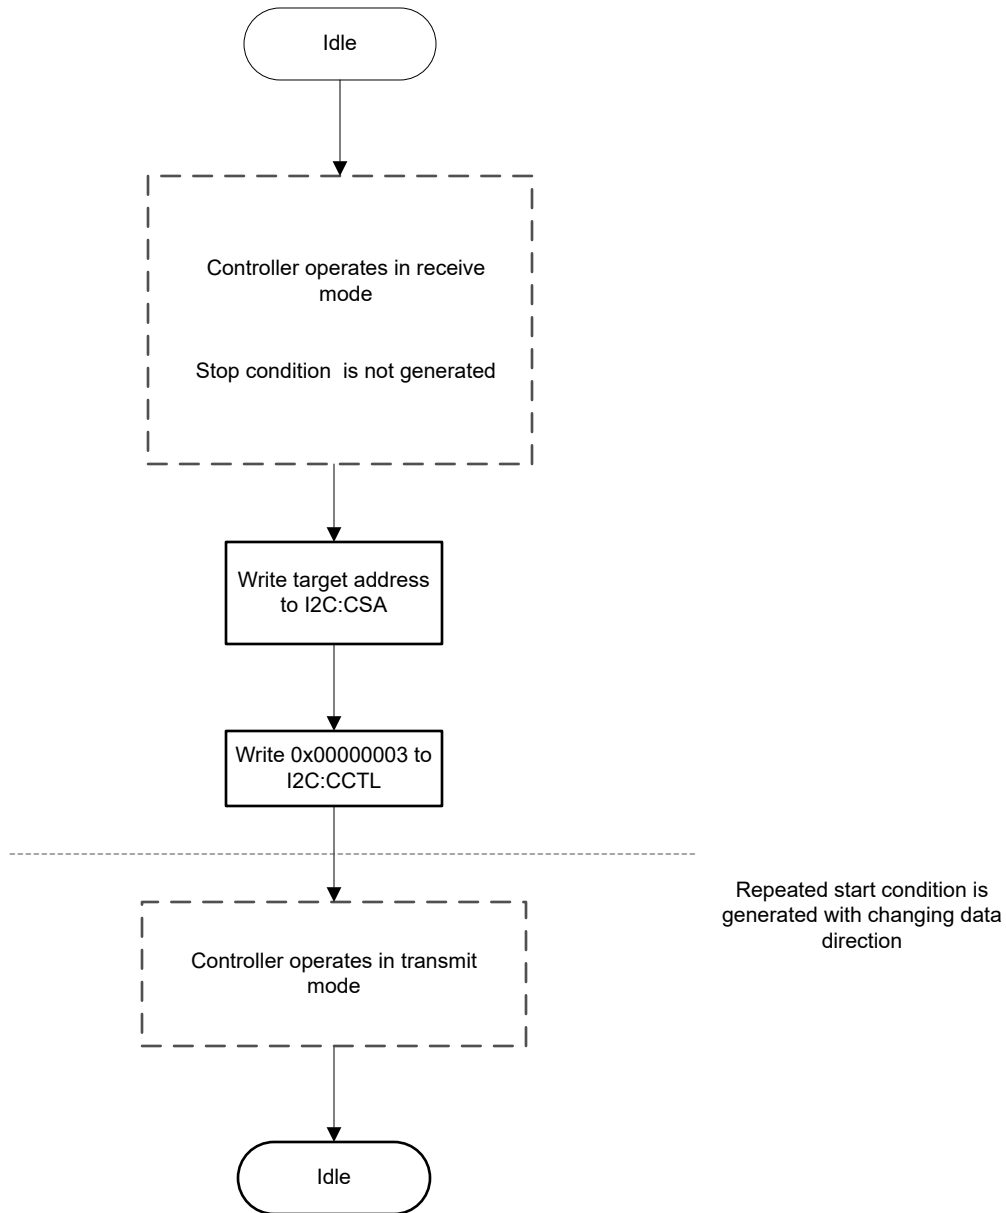 Idle
Controller operates in receive
mode
Stop condition is not generated
Write target address
to I2C:CSA
Write 0x00000003 to
I2C:CCTL
Repeated start condition is
generated with changing data
direction
Controller operates in transmit
mode
Idle